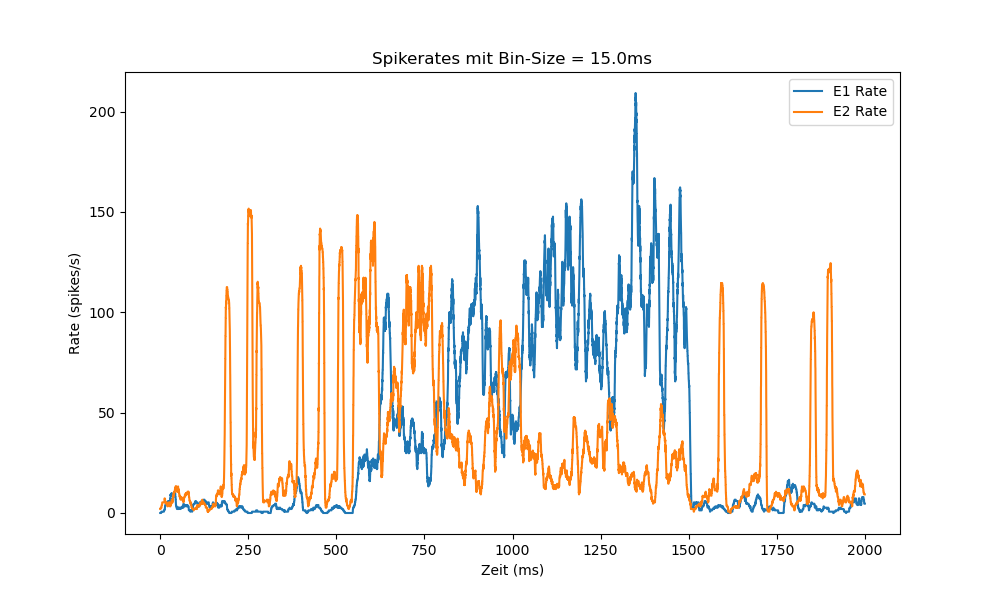 Spikerates mit Bin-Size = 15.0ms
E1 Rate
E2 Rate
200
150
100
50
0
Rate (spikes/s)
0 250 500 750 1000 1250 1500 1750 2000
Zeit (ms)